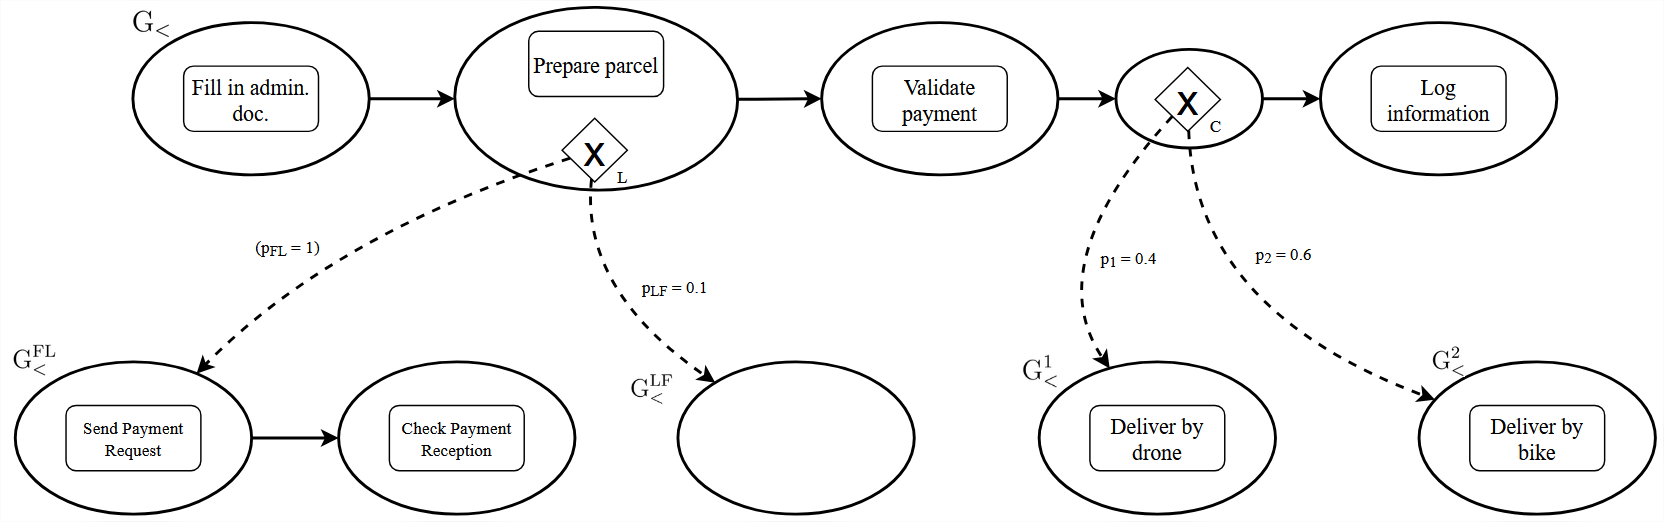 G<
Fill in admin.
doc.
Prepare parcel
X
L
Validate
payment
X
C
Log
information
(pFL = 1)
pLF = 0.1
p1 = 0.4
p2 = 0.6
GFL<
Send Payment
Request
Check Payment
Reception
GLF<
G1<
Deliver by
drone
G2<
Deliver by
bike